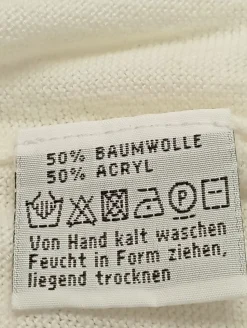 50% BAUMWOLLE
50% ACRYL
P
Von Hand kalt waschen
Feucht in Form ziehen,
liegend trocknen